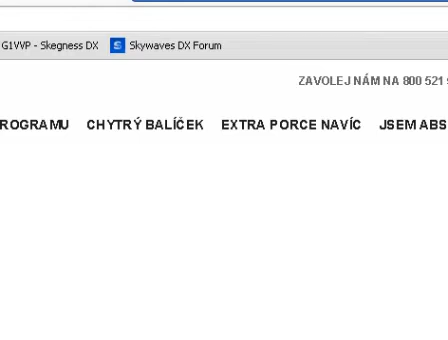 G1VVP - Skegness DX S Skywaves DX Forum
ZAVOLEJ NÁM NA 800 521
ROGRAMU CHYTRÝ BALÍČEK EXTRA PORCE NAVÍC JSEM ABS